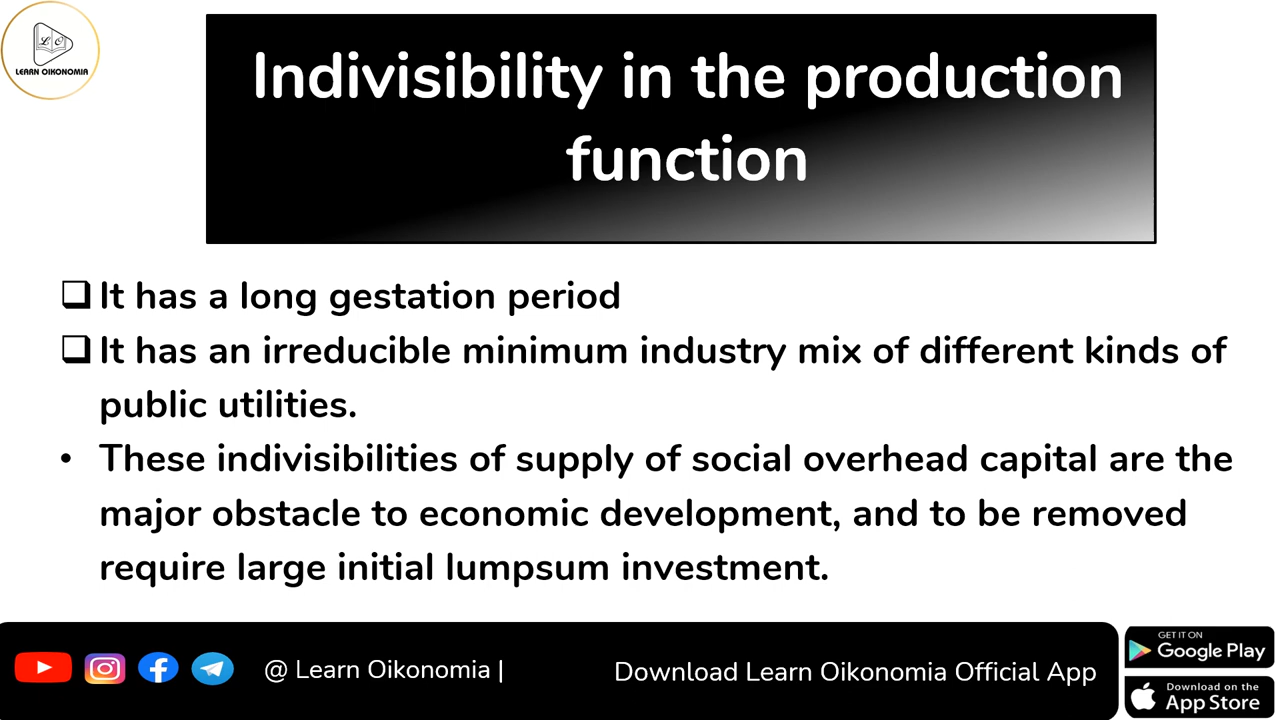 LO
LEARN OIKONOMIA
Indivisibility in the production
function
❑ It has a long gestation period
❑ It has an irreducible minimum industry mix of different kinds of
public utilities.
• These indivisibilities of supply of social overhead capital are the
major obstacle to economic development, and to be removed
require large initial lumpsum investment.
@ Learn Oikonomia |
Download Learn Oikonomia Official App
GET IT ON
Google Play
Download on the
App Store